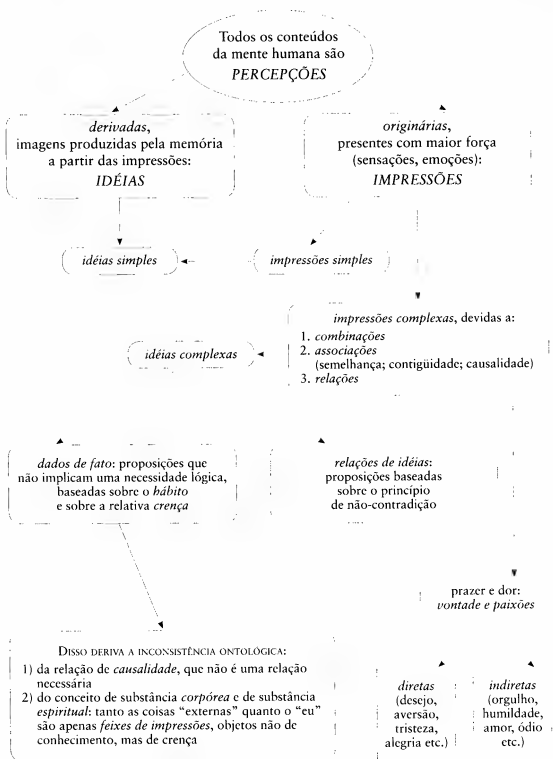 Todos os conteúdos
da mente humana são
PERCEPÇÕES
derivadas,
imagens produzidas pela memória
a partir das impressões:
IDÉIAS
originárias,
presentes com maior força
(sensações, emoções):
IMPRESSÕES
idéias simples
impressões simples
impressões complexas, devidas a:
1. combinações
2. associações
(semelhança; contigüidade; causalidade)
3. relações
idéias complexas
dados de fato: proposições que
não implicam uma necessidade lógica,
baseadas sobre o hábito
e sobre a relativa crença
relações de idéias:
proposições baseadas
sobre o princípio
de não-contradição
prazer e dor:
vontade e paixões
DISSO DERIVA A INCONSISTÊNCIA ONTOLÓGICA:
1) da relação de causalidade, que não é uma relação
necessária
2) do conceito de substância corpórea e de substância
espiritual: tanto as coisas "externas" quanto o "eu"
são apenas feixes de impressões, objetos não de
conhecimento, mas de crença
diretas
(desejo,
aversão,
tristeza,
alegria etc.)
indiretas
(orgulho,
humildade,
amor, ódio
etc.)